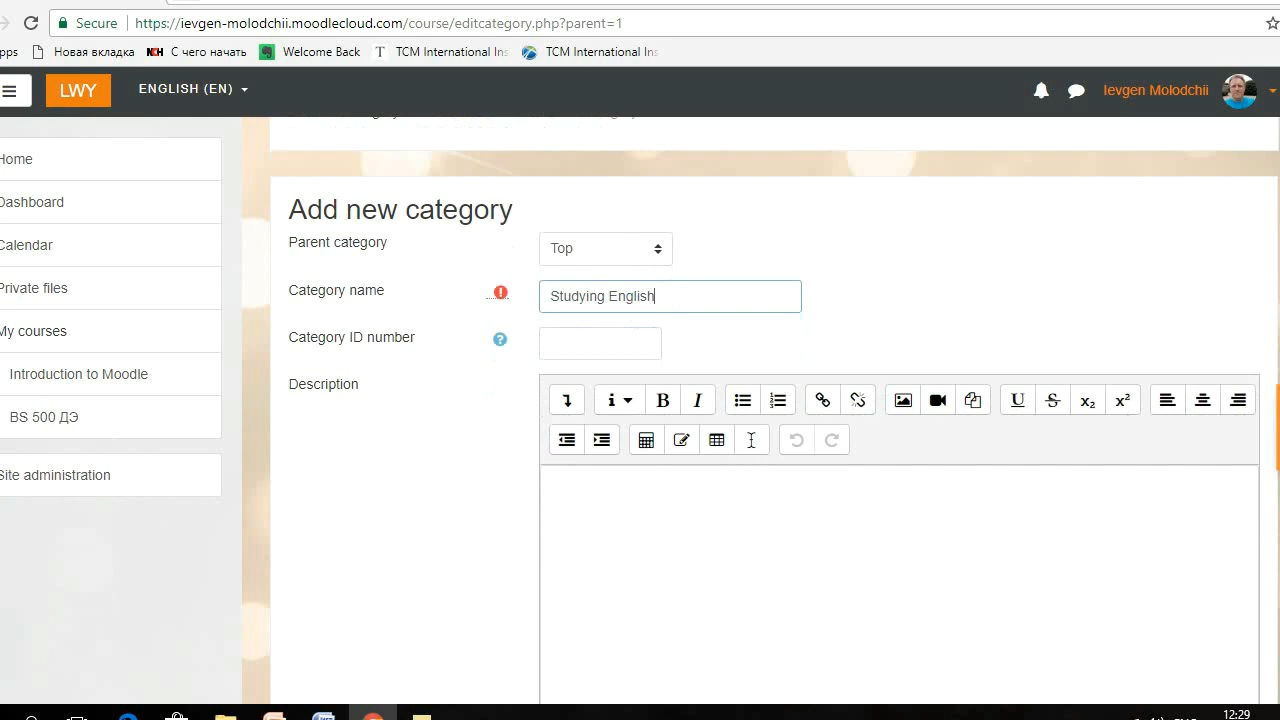 Secure https://ievgen-molodchii.moodlecloud.com/course/editcategory.php?parent=1
Новая вкладка С чего начать Welcome Back T TCM International Ins TCM International Ins
LWY ENGLISH (EN) Ievgen Molodchii
Home
Dashboard
Calendar
Private files
My courses
Introduction to Moodle
BS 500 ДЭ
Site administration
Add new category
Parent category Top
Category name Studying English
Category ID number
Description
B I U S x₂ x²
12:29